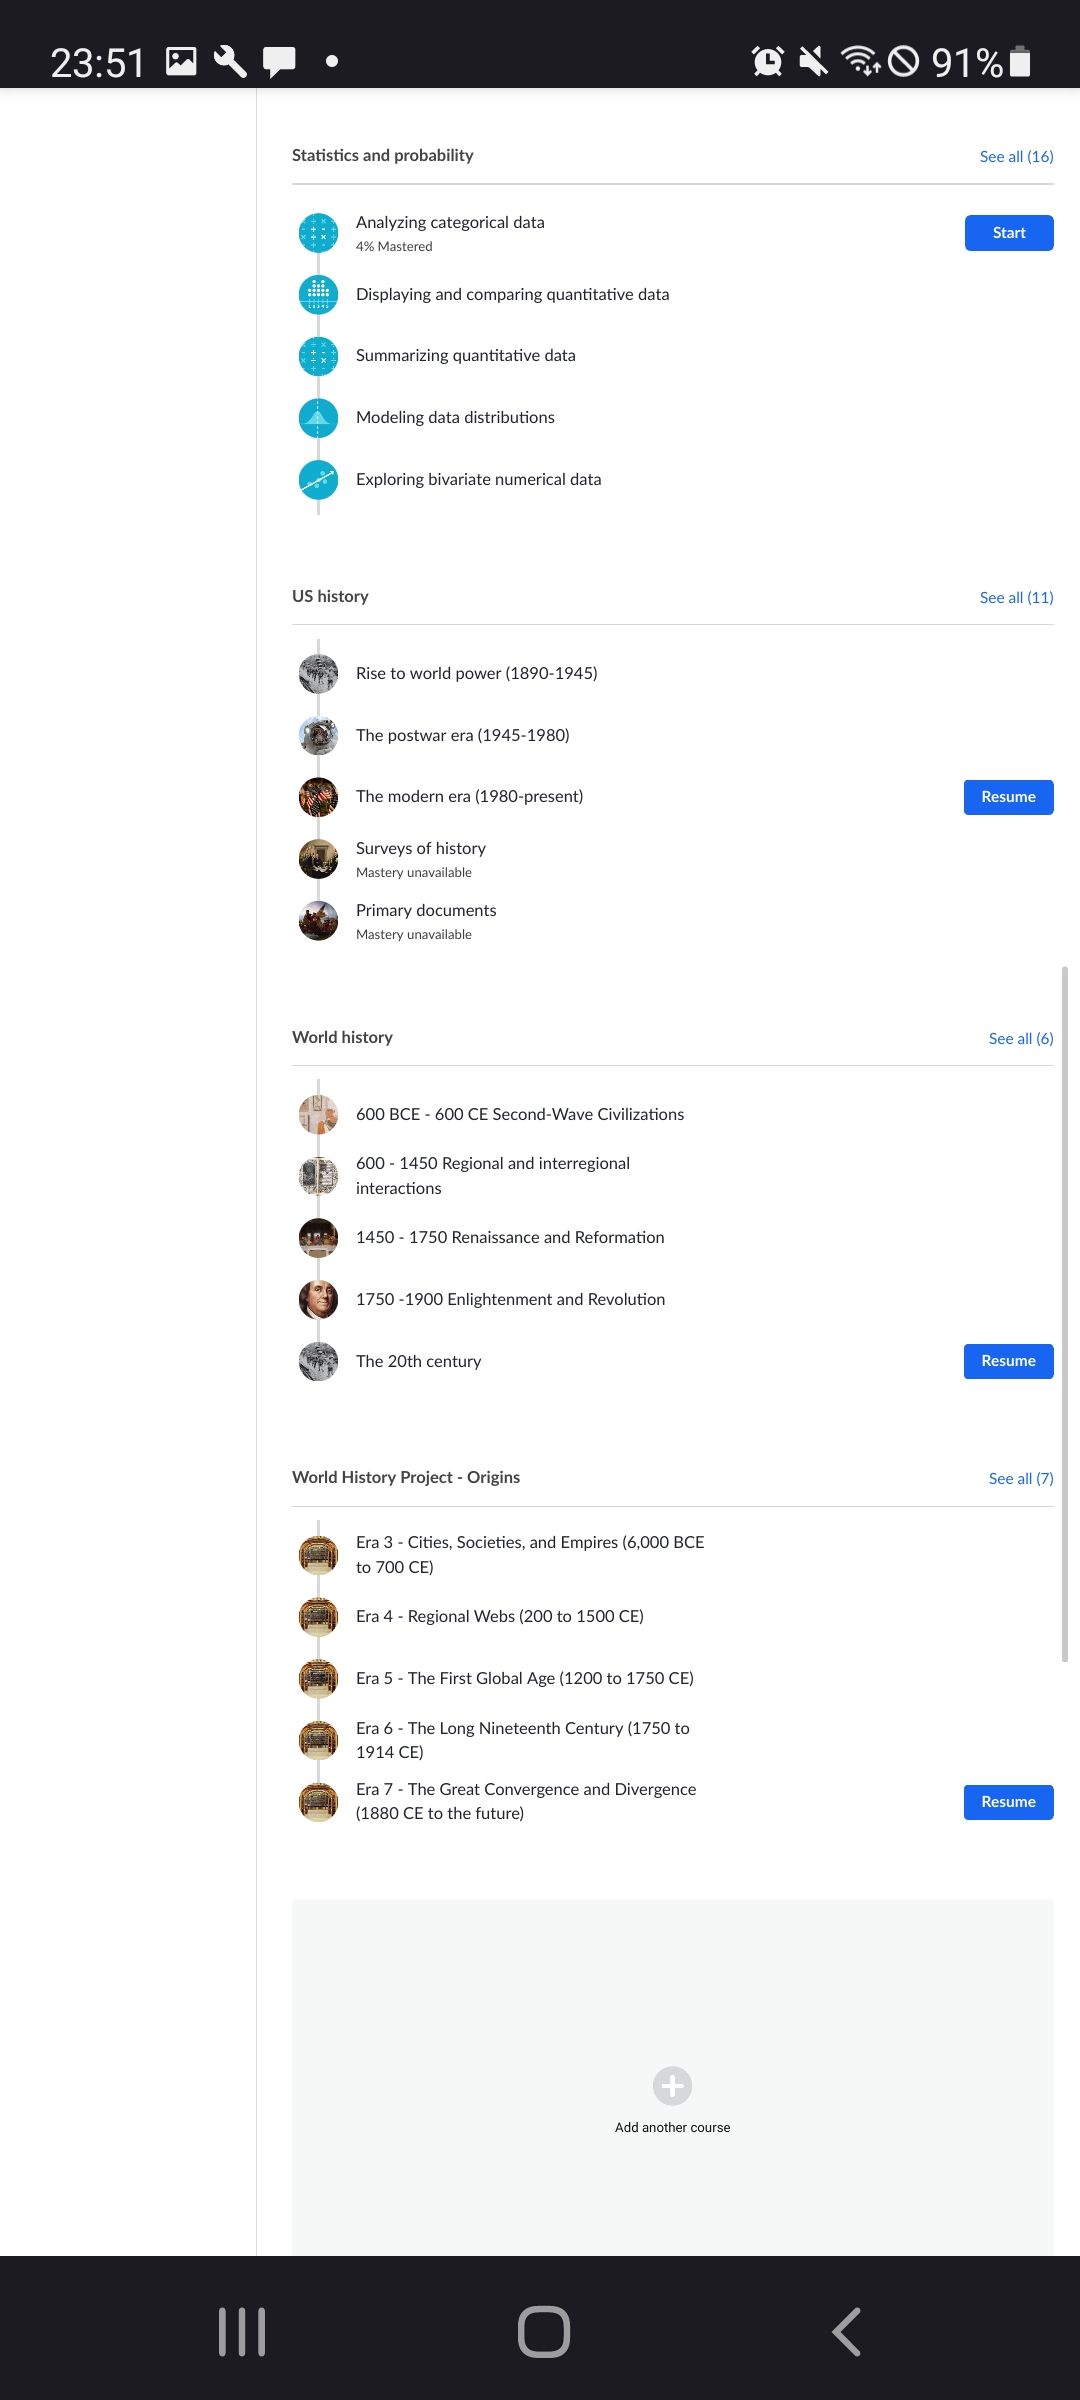 23:51
91%
Statistics and probability
See all (16)
Analyzing categorical data
4% Mastered
Start
Displaying and comparing quantitative data
Summarizing quantitative data
Modeling data distributions
Exploring bivariate numerical data
US history
See all (11)
Rise to world power (1890-1945)
The postwar era (1945-1980)
The modern era (1980-present)
Resume
Surveys of history
Mastery unavailable
Primary documents
Mastery unavailable
World history
See all (6)
600 BCE - 600 CE Second-Wave Civilizations
600 - 1450 Regional and interregional
interactions
1450 - 1750 Renaissance and Reformation
1750 -1900 Enlightenment and Revolution
The 20th century
Resume
World History Project - Origins
See all (7)
Era 3 - Cities, Societies, and Empires (6,000 BCE
to 700 CE)
Era 4 - Regional Webs (200 to 1500 CE)
Era 5 - The First Global Age (1200 to 1750 CE)
Era 6 - The Long Nineteenth Century (1750 to
1914 CE)
Era 7 - The Great Convergence and Divergence
(1880 CE to the future)
Resume
Add another course